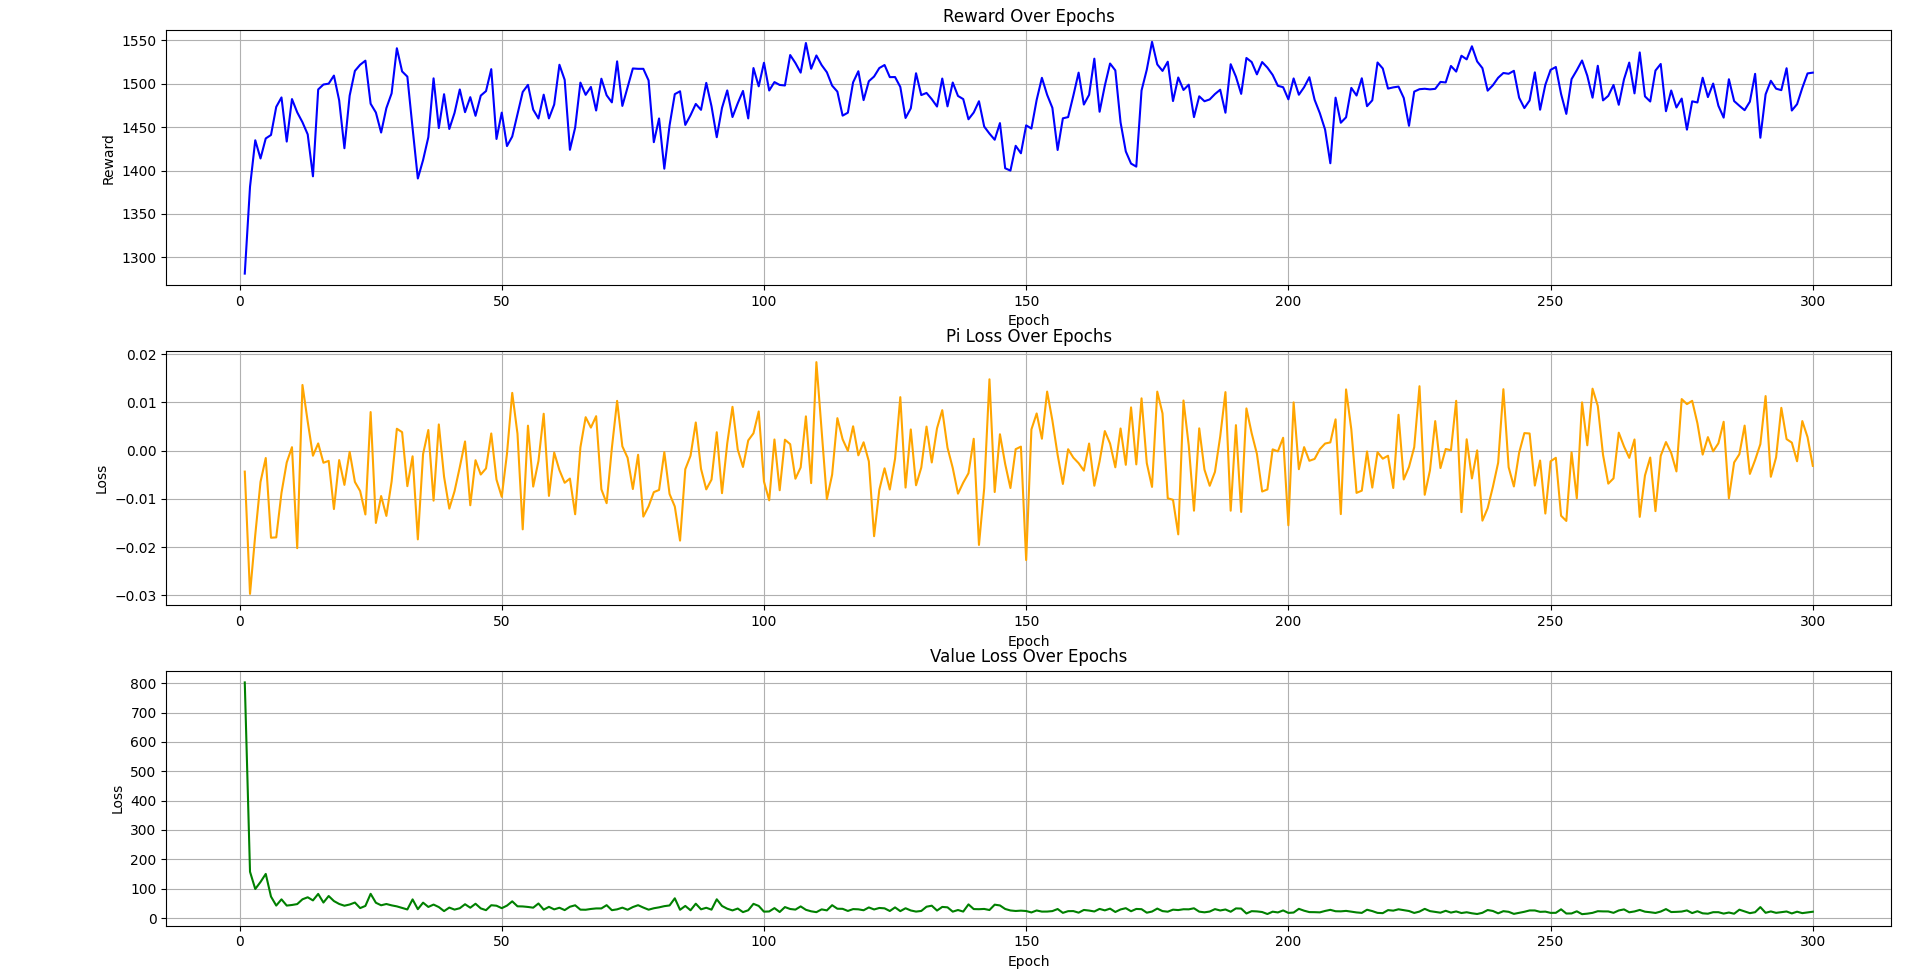 Reward Over Epochs
1550
1500
1450
1400
1350
1300
Reward
0 50 100 150 200 250 300
Epoch
Pi Loss Over Epochs
0.02
0.01
0.00
−0.01
−0.02
−0.03
Loss
0 50 100 150 200 250 300
Epoch
Value Loss Over Epochs
800
700
600
500
400
300
200
100
0
Loss
0 50 100 150 200 250 300
Epoch